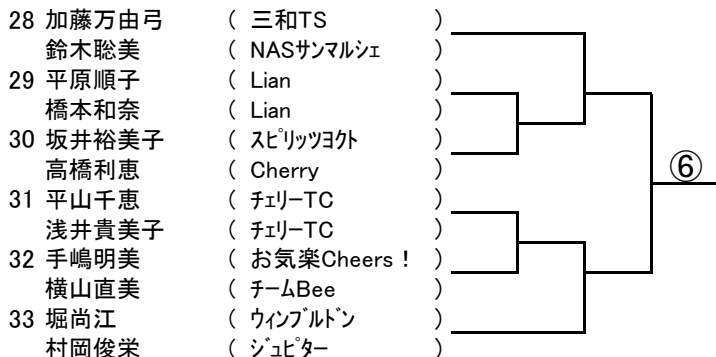 28 加藤万由弓 ( 三和TS )
鈴木聡美 ( NASサンマルシェ )
29 平原順子 ( Lian )
橋本和奈 ( Lian )
30 坂井裕美子 ( スピリッツヨクト )
高橋利恵 ( Cherry )
⑥
31 平山千恵 ( チェリーTC )
浅井貴美子 ( チェリーTC )
32 手嶋明美 ( お気楽Cheers! )
横山直美 ( チームBee )
33 堀尚江 ( ウィンブルドン )
村岡俊栄 ( ジュピター )